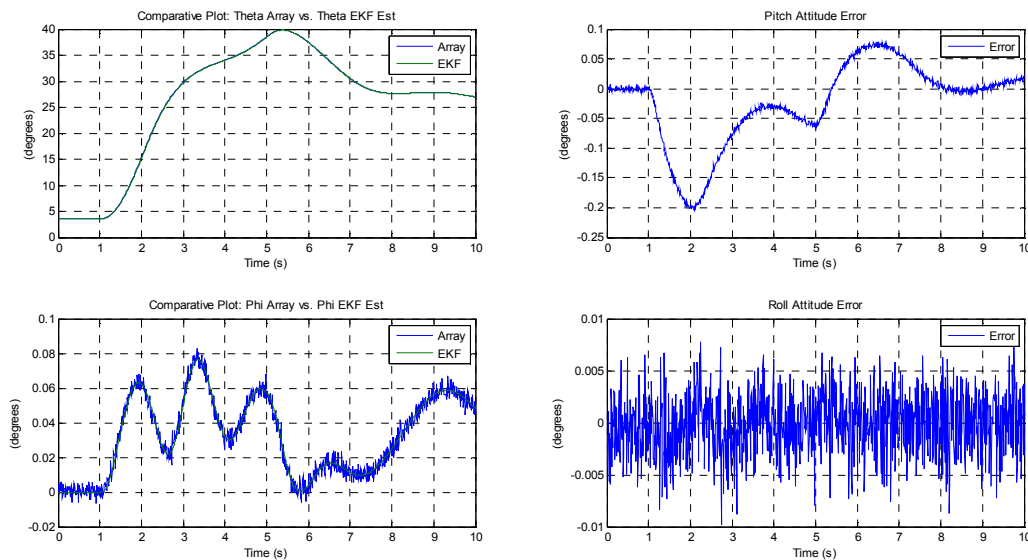 Comparative Plot: Theta Array vs. Theta EKF Est
40
35
30
25
20
15
10
5
0
(degrees)
Array
EKF
0 1 2 3 4 5 6 7 8 9 10
Time (s)
Pitch Attitude Error
0.1
0.05
0
-0.05
-0.1
-0.15
-0.2
-0.25
(degrees)
Error
0 1 2 3 4 5 6 7 8 9 10
Time (s)
Comparative Plot: Phi Array vs. Phi EKF Est
0.1
0.08
0.06
0.04
0.02
0
-0.02
(degrees)
Array
EKF
0 1 2 3 4 5 6 7 8 9 10
Time (s)
Roll Attitude Error
0.01
0.005
0
-0.005
-0.01
(degrees)
Error
0 1 2 3 4 5 6 7 8 9 10
Time (s)